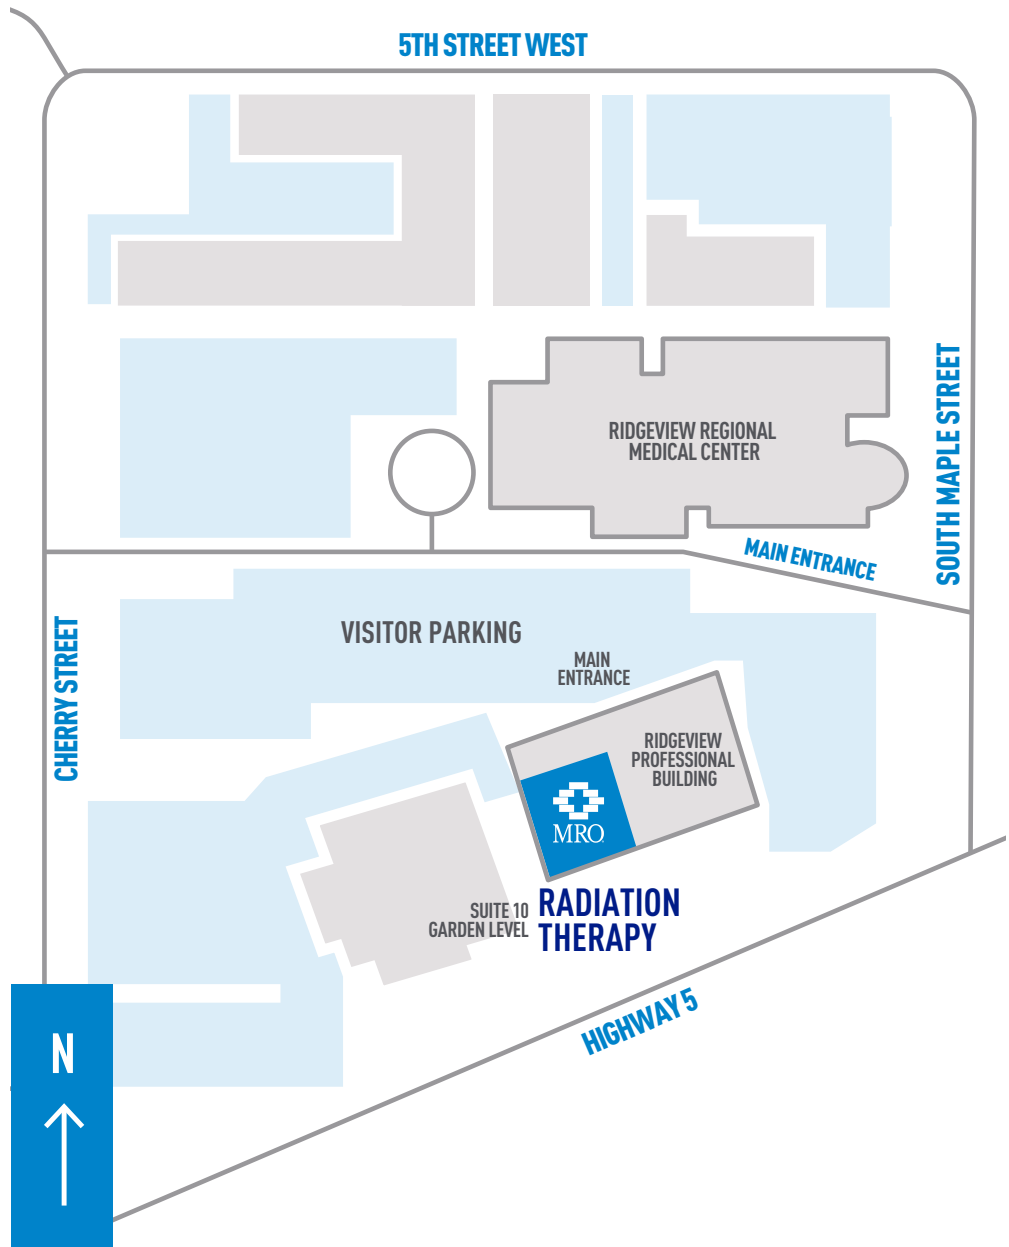 5TH STREET WEST
RIDGEVIEW REGIONAL
MEDICAL CENTER
SOUTH MAPLE STREET
MAIN ENTRANCE
VISITOR PARKING
MAIN
ENTRANCE
CHERRY STREET
RIDGEVIEW
PROFESSIONAL
BUILDING
MRO
SUITE 10
GARDEN LEVEL
RADIATION
THERAPY
HIGHWAY 5
N